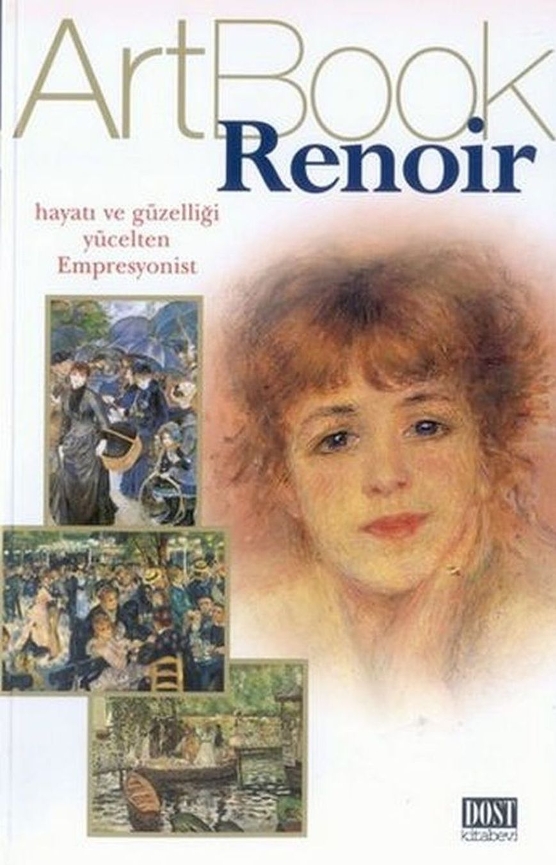 ArtBook
Renoir
hayatı ve güzelliği
yücelten
Empresyonist
DOST
kitabevi